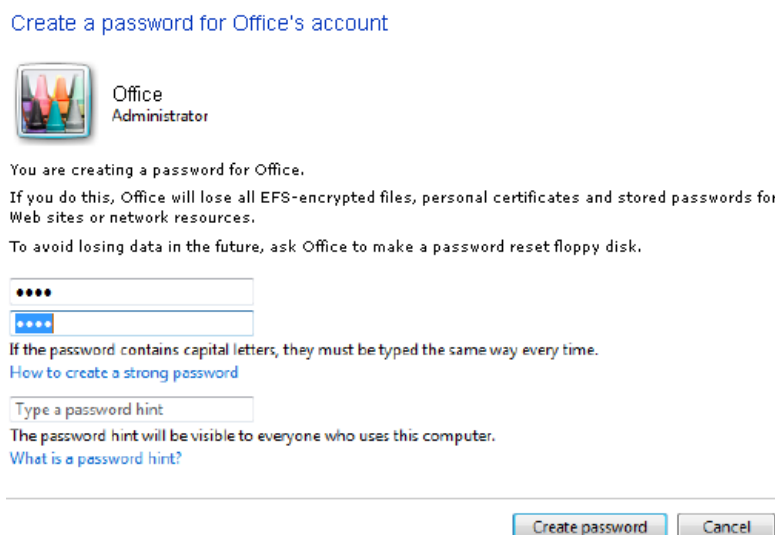 Create a password for Office's account
Office
Administrator
You are creating a password for Office.
If you do this, Office will lose all EFS-encrypted files, personal certificates and stored passwords for
Web sites or network resources.
To avoid losing data in the future, ask Office to make a password reset floppy disk.
••••
••••
If the password contains capital letters, they must be typed the same way every time.
How to create a strong password
Type a password hint
The password hint will be visible to everyone who uses this computer.
What is a password hint?
Create password Cancel